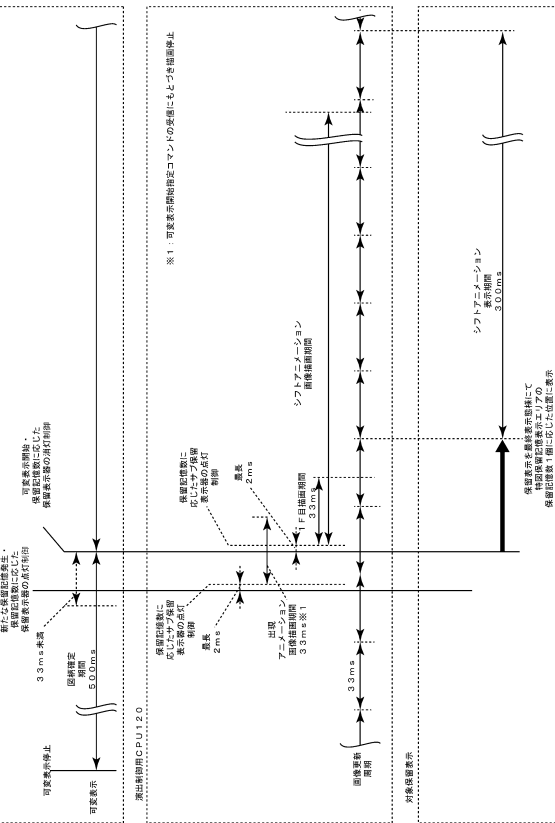 新たな保留記憶発生・
保留記憶数に応じた
保留表示器の点灯制御
可変表示開始・
保留記憶数に応じた
保留表示器の消灯制御
33ms未満
図柄確定
期間
500ms
可変表示停止
可変表示
演出制御用CPU120
※1:可変表示開始指定コマンドの受信にもとづき描画停止
保留記憶数に
応じたサブ保留
表示器の点灯
制御
最長
2ms
保留記憶数に
応じたサブ保留
表示器の点灯
制御
最長
2ms
出現
アニメーション
画像描画期間
33ms※1
1F目描画期間
33ms
シフトアニメーション
画像描画期間
33ms
画像更新
周期
対象保留表示
シフトアニメーション
表示期間
300ms
保留表示を最終表示態様にて
特図保留記憶表示エリアの
保留記憶数1個に応じた位置に表示